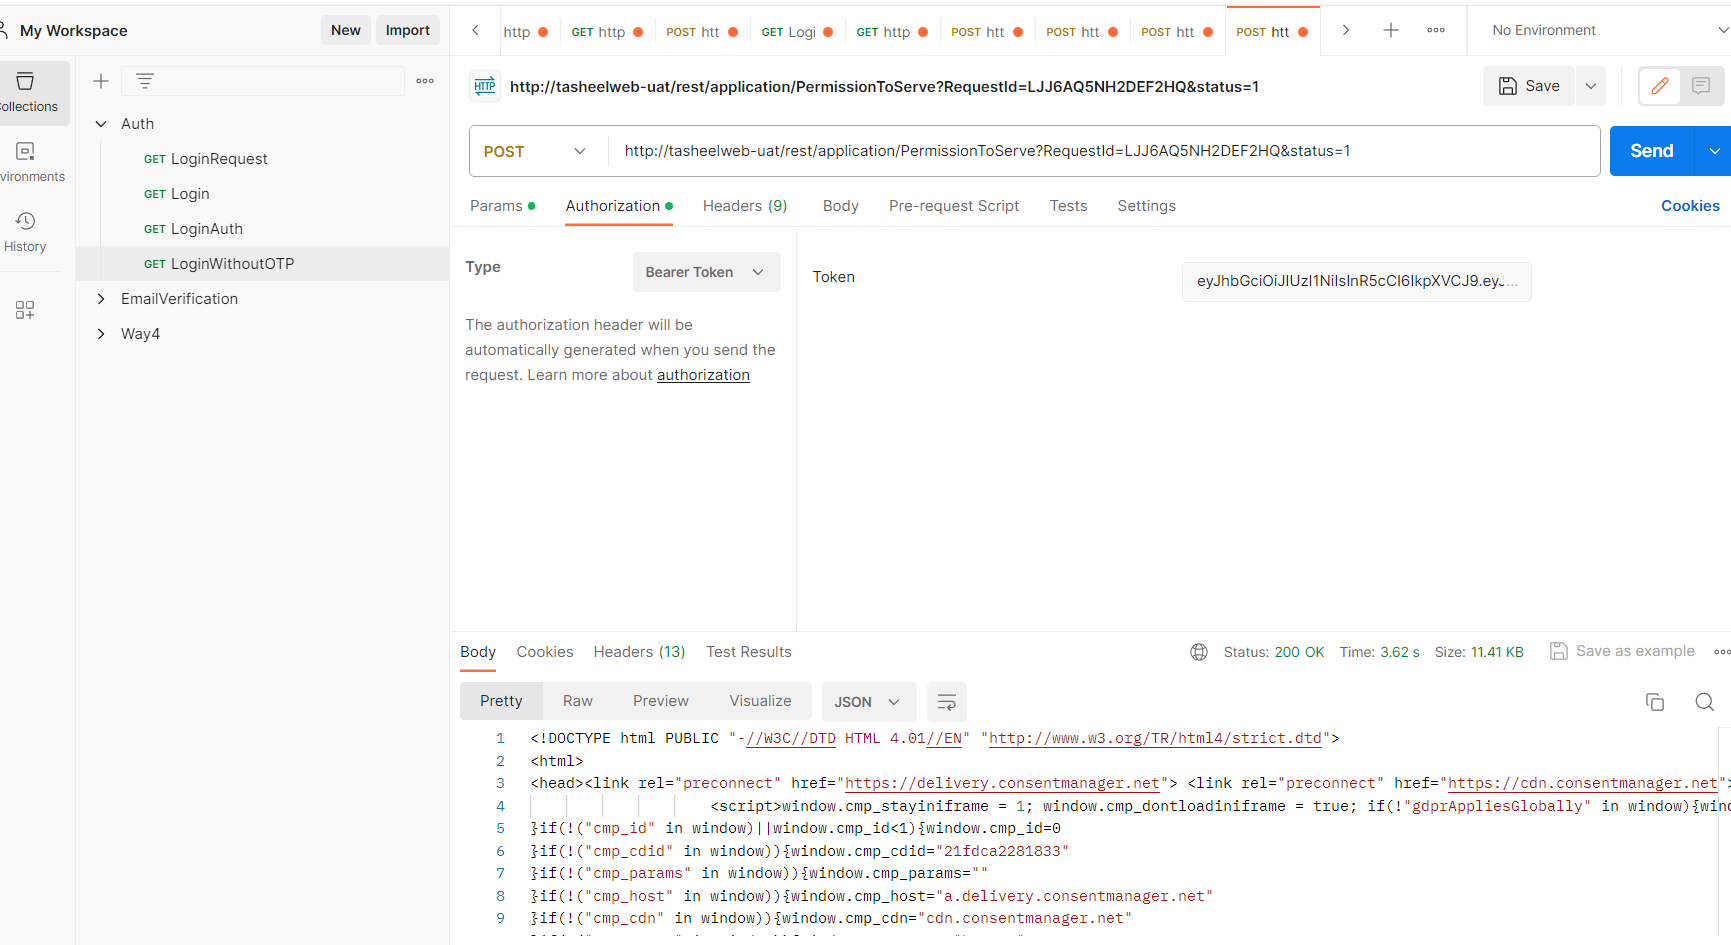 My Workspace
New
Import
http
GET http
POST htt
GET Logi
GET http
POST htt
POST htt
POST htt
POST htt
No Environment
Collections
Environments
History
Auth
GET LoginRequest
GET Login
GET LoginAuth
GET LoginWithoutOTP
EmailVerification
Way4
HTTP
http://tasheelweb-uat/rest/application/PermissionToServe?RequestId=LJJ6AQ5NH2DEF2HQ&status=1
Save
POST
http://tasheelweb-uat/rest/application/PermissionToServe?RequestId=LJJ6AQ5NH2DEF2HQ&status=1
Send
Params
Authorization
Headers (9)
Body
Pre-request Script
Tests
Settings
Cookies
Type
Bearer Token
The authorization header will be
automatically generated when you send the
request. Learn more about authorization
Token
eyJhbGciOiJIUzI1NiIsInR5cCI6IkpXVCJ9.eyJ...
Body
Cookies
Headers (13)
Test Results
Status: 200 OK
Time: 3.62 s
Size: 11.41 KB
Save as example
Pretty
Raw
Preview
Visualize
JSON
1 <!DOCTYPE html PUBLIC "-//W3C//DTD HTML 4.01//EN" "http://www.w3.org/TR/html4/strict.dtd">
2 <html>
3 <head><link rel="preconnect" href="https://delivery.consentmanager.net"> <link rel="preconnect" href="https://cdn.consentmanager.net">
4 <script>window.cmp_stayiniframe = 1; window.cmp_dontloadiniframe = true; if(!"gdprAppliesGlobally" in window){wind
5 }if(!("cmp_id" in window)||window.cmp_id<1){window.cmp_id=0
6 }if(!("cmp_cdid" in window)){window.cmp_cdid="21fdca2281833"
7 }if(!("cmp_params" in window)){window.cmp_params=""
8 }if(!("cmp_host" in window)){window.cmp_host="a.delivery.consentmanager.net"
9 }if(!("cmp_cdn" in window)){window.cmp_cdn="cdn.consentmanager.net"